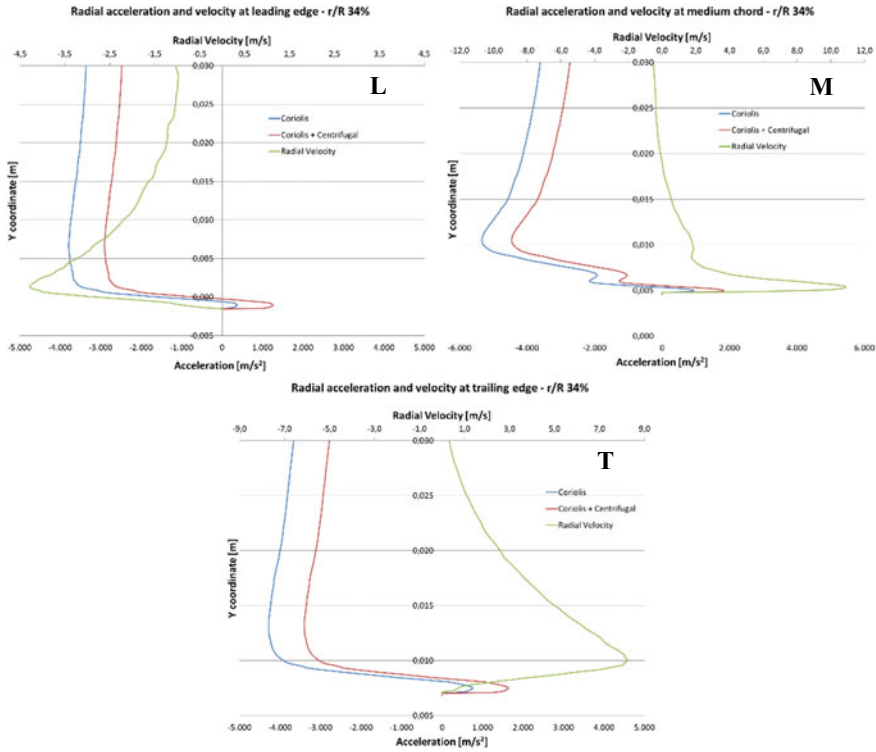 Radial acceleration and velocity at leading edge - r/R 34%
Radial Velocity [m/s]
-4,5 -3,5 -2,5 -1,5 -0,5 0,5 1,5 2,5 3,5 4,5
L
0,030
0,025
0,020
0,015
0,010
0,005
0,000
-0,005
Y coordinate [m]
Coriolis
Coriolis + Centrifugal
Radial Velocity
-5.000 -4.000 -3.000 -2.000 -1.000 0 1.000 2.000 3.000 4.000 5.000
Acceleration [m/s²]
Radial acceleration and velocity at medium chord - r/R 34%
Radial Velocity [m/s]
-12,0 -10,0 -8,0 -6,0 -4,0 -2,0 0,0 2,0 4,0 6,0 8,0 10,0 12,0
M
0,030
0,025
0,020
0,015
0,010
0,005
0,000
Y coordinate [m]
Coriolis
Coriolis + Centrifugal
Radial Velocity
-6.000 -4.000 -2.000 0 2.000 4.000 6.000
Acceleration [m/s²]
Radial acceleration and velocity at trailing edge - r/R 34%
Radial Velocity [m/s]
-9,0 -7,0 -5,0 -3,0 -1,0 1,0 2,9 4,9 7,2 9,0
T
0,030
0,025
0,020
0,015
0,010
0,005
Y coordinate [m]
Coriolis
Coriolis + Centrifugal
Radial Velocity
-5.000 -4.000 -3.000 -2.000 -1.000 0 1.000 2.000 3.000 4.000 5.000
Acceleration [m/s²]